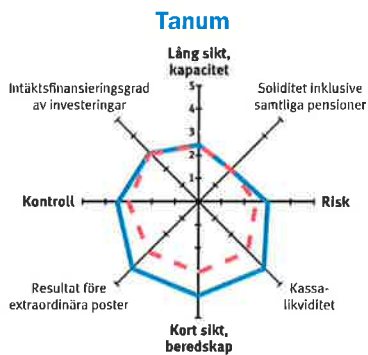 Tanum
Lång sikt,
kapacitet
Intäktsfinansieringsgrad
av investeringar
Soliditet inklusive
samtliga pensioner
5
4
3
2
1
Kontroll
Risk
Resultat före
extraordinära poster
Kassa-
likviditet
Kort sikt,
beredskap